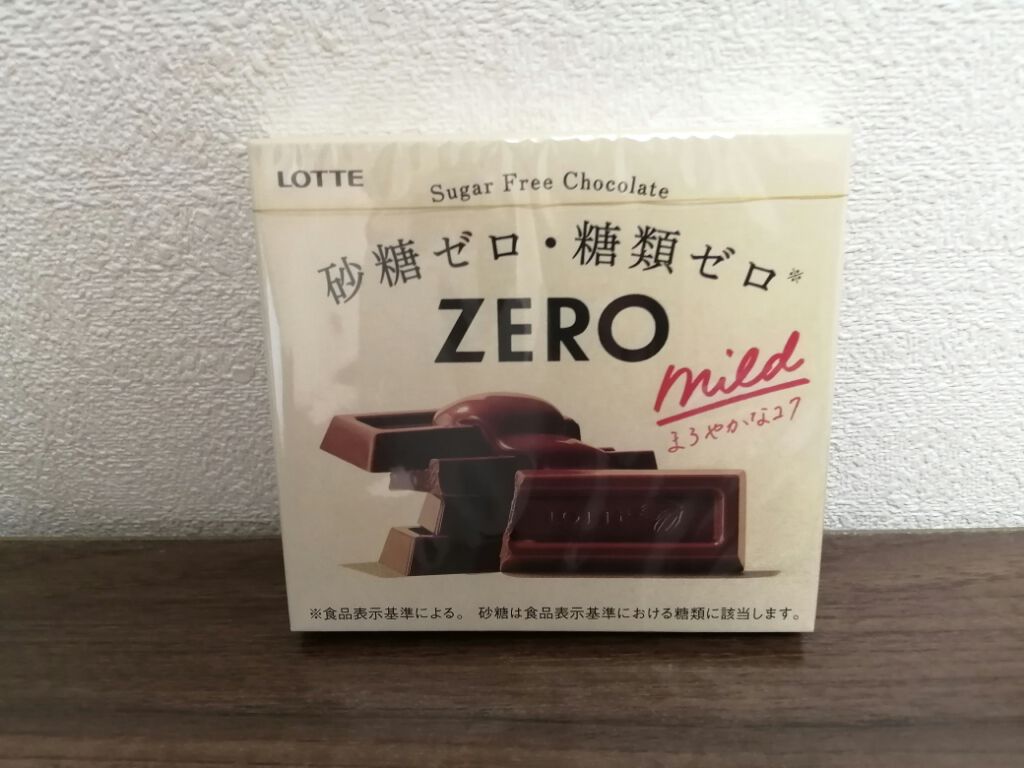 LOTTE
Sugar Free Chocolate
砂糖ゼロ・糖類ゼロ※
ZERO
mild
まろやかなコク
LOTTE
※食品表示基準による。 砂糖は食品表示基準における糖類に該当します。